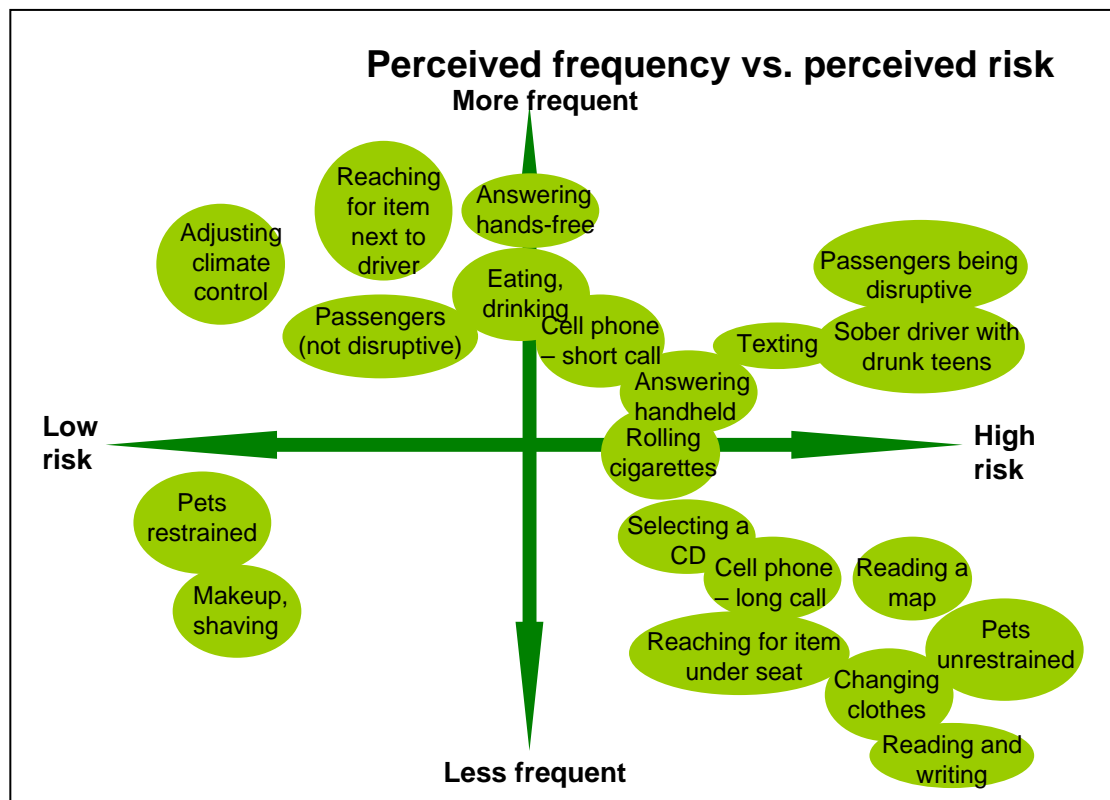 Perceived frequency vs. perceived risk
More frequent
Reaching
for item
next to
driver
Answering
hands-free
Adjusting
climate
control
Passengers being
disruptive
Eating,
drinking
Passengers
(not disruptive)
Cell phone
– short call
Texting
Sober driver with
drunk teens
Answering
handheld
Low
risk
Rolling
cigarettes
High
risk
Pets
restrained
Selecting a
CD
Cell phone
– long call
Reading a
map
Makeup,
shaving
Reaching for item
under seat
Pets
unrestrained
Changing
clothes
Reading and
writing
Less frequent